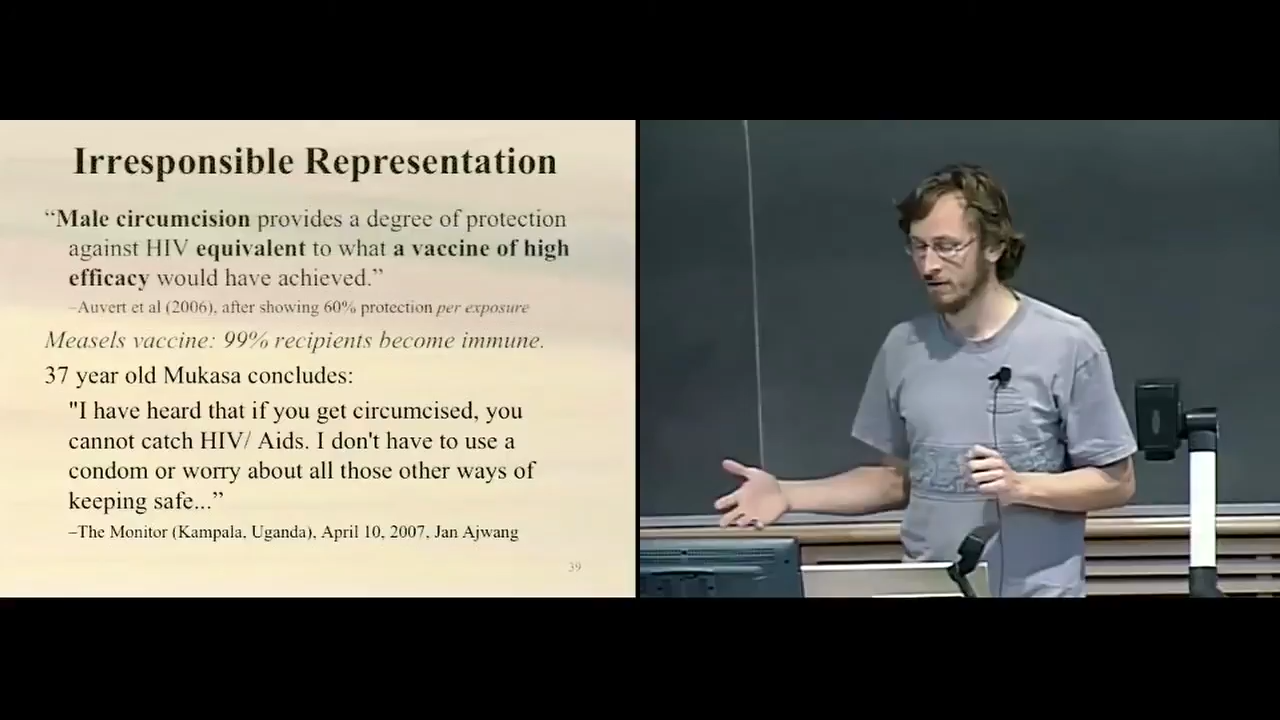 Irresponsible Representation
“Male circumcision provides a degree of protection
against HIV equivalent to what a vaccine of high
efficacy would have achieved.”
–Auvert et al (2006), after showing 60% protection per exposure
Measels vaccine: 99% recipients become immune.
37 year old Mukasa concludes:
"I have heard that if you get circumcised, you
cannot catch HIV/ Aids. I don't have to use a
condom or worry about all those other ways of
keeping safe...”
–The Monitor (Kampala, Uganda), April 10, 2007, Jan Ajwang
39